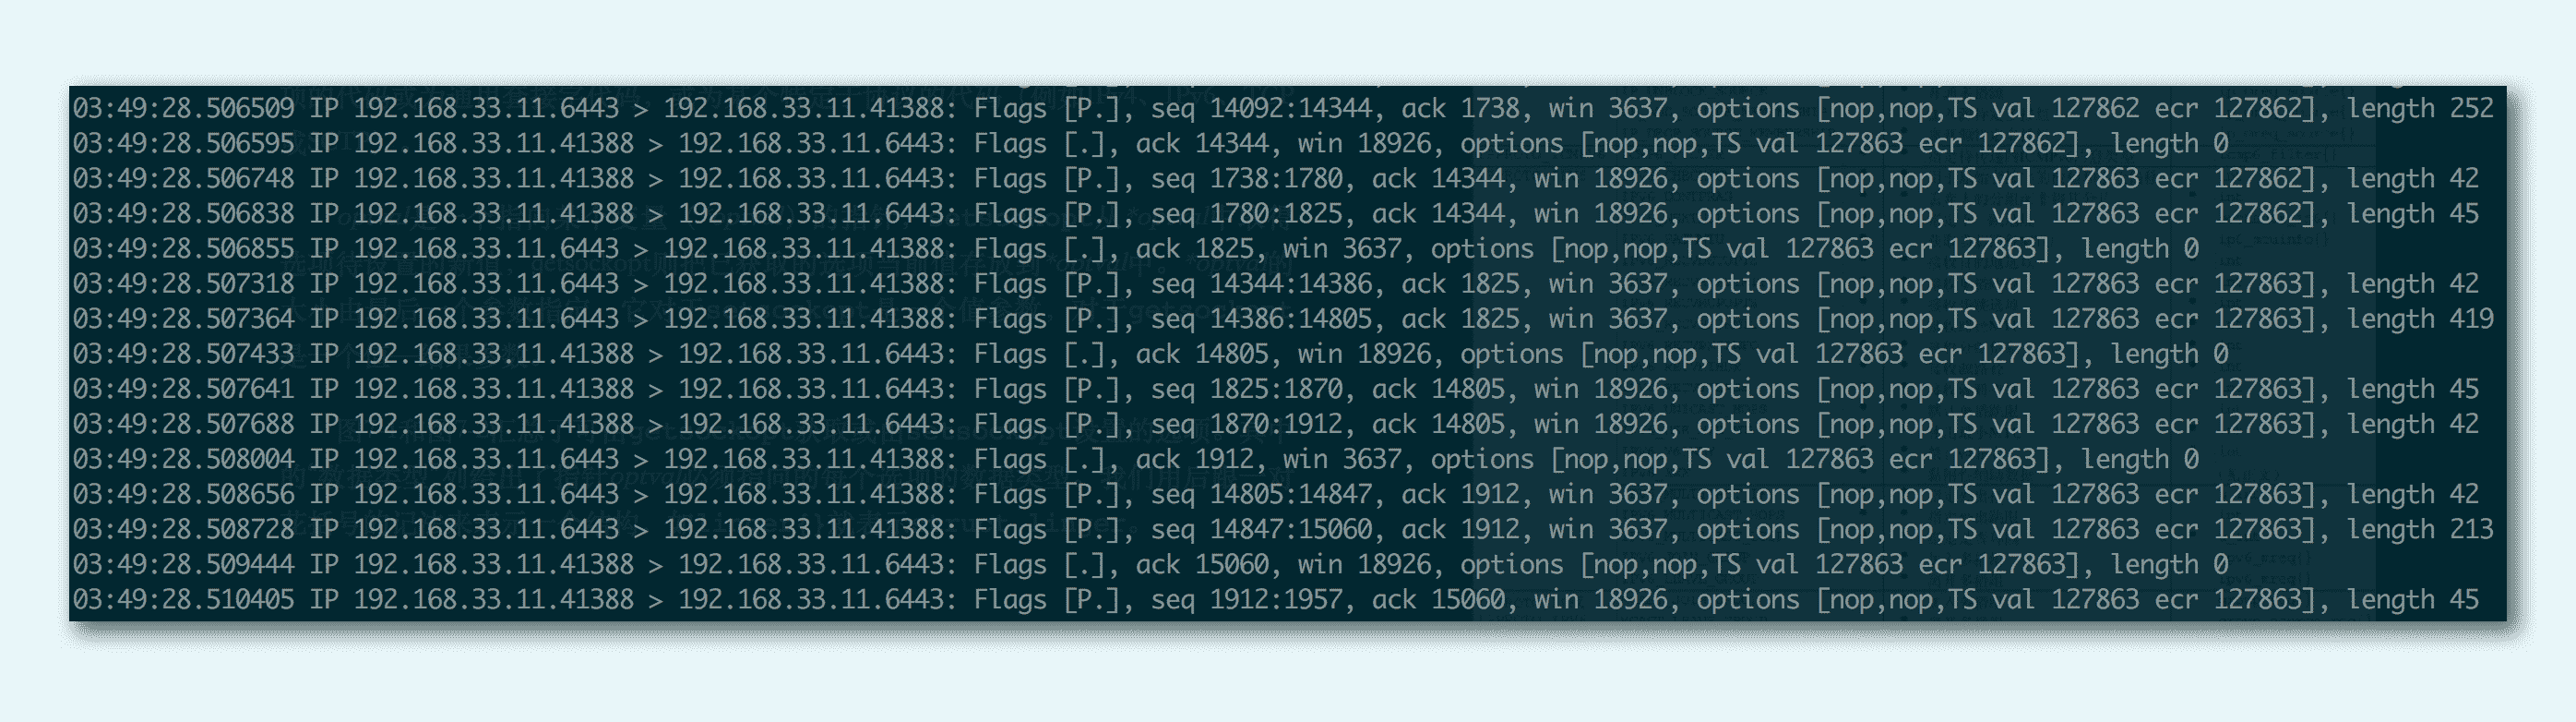 03:49:28.506509 IP 192.168.33.11.6443 > 192.168.33.11.41388: Flags [P.], seq 14092:14344, ack 1738, win 3637, options [nop,nop,TS val 127862 ecr 127862], length 252
03:49:28.506595 IP 192.168.33.11.41388 > 192.168.33.11.6443: Flags [.], ack 14344, win 18926, options [nop,nop,TS val 127863 ecr 127862], length 0
03:49:28.506748 IP 192.168.33.11.41388 > 192.168.33.11.6443: Flags [P.], seq 1738:1780, ack 14344, win 18926, options [nop,nop,TS val 127863 ecr 127862], length 42
03:49:28.506838 IP 192.168.33.11.41388 > 192.168.33.11.6443: Flags [P.], seq 1780:1825, ack 14344, win 18926, options [nop,nop,TS val 127863 ecr 127862], length 45
03:49:28.506855 IP 192.168.33.11.6443 > 192.168.33.11.41388: Flags [.], ack 1825, win 3637, options [nop,nop,TS val 127863 ecr 127863], length 0
03:49:28.507318 IP 192.168.33.11.6443 > 192.168.33.11.41388: Flags [P.], seq 14344:14386, ack 1825, win 3637, options [nop,nop,TS val 127863 ecr 127863], length 42
03:49:28.507364 IP 192.168.33.11.6443 > 192.168.33.11.41388: Flags [P.], seq 14386:14805, ack 1825, win 3637, options [nop,nop,TS val 127863 ecr 127863], length 419
03:49:28.507433 IP 192.168.33.11.41388 > 192.168.33.11.6443: Flags [.], ack 14805, win 18926, options [nop,nop,TS val 127863 ecr 127863], length 0
03:49:28.507641 IP 192.168.33.11.41388 > 192.168.33.11.6443: Flags [P.], seq 1825:1870, ack 14805, win 18926, options [nop,nop,TS val 127863 ecr 127863], length 45
03:49:28.507688 IP 192.168.33.11.41388 > 192.168.33.11.6443: Flags [P.], seq 1870:1912, ack 14805, win 18926, options [nop,nop,TS val 127863 ecr 127863], length 42
03:49:28.508004 IP 192.168.33.11.6443 > 192.168.33.11.41388: Flags [.], ack 1912, win 3637, options [nop,nop,TS val 127863 ecr 127863], length 0
03:49:28.508656 IP 192.168.33.11.6443 > 192.168.33.11.41388: Flags [P.], seq 14805:14847, ack 1912, win 3637, options [nop,nop,TS val 127863 ecr 127863], length 42
03:49:28.508728 IP 192.168.33.11.6443 > 192.168.33.11.41388: Flags [P.], seq 14847:15060, ack 1912, win 3637, options [nop,nop,TS val 127863 ecr 127863], length 213
03:49:28.509444 IP 192.168.33.11.41388 > 192.168.33.11.6443: Flags [.], ack 15060, win 18926, options [nop,nop,TS val 127863 ecr 127863], length 0
03:49:28.510405 IP 192.168.33.11.41388 > 192.168.33.11.6443: Flags [P.], seq 1912:1957, ack 15060, win 18926, options [nop,nop,TS val 127863 ecr 127863], length 45